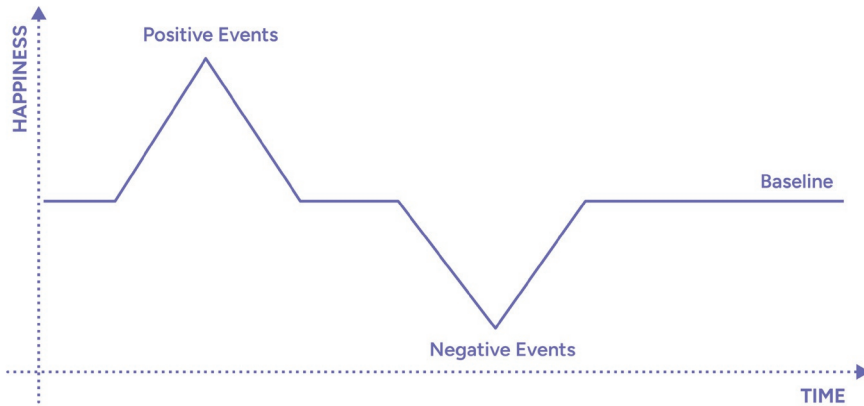 HAPPINESS
Positive Events
Baseline
Negative Events
TIME